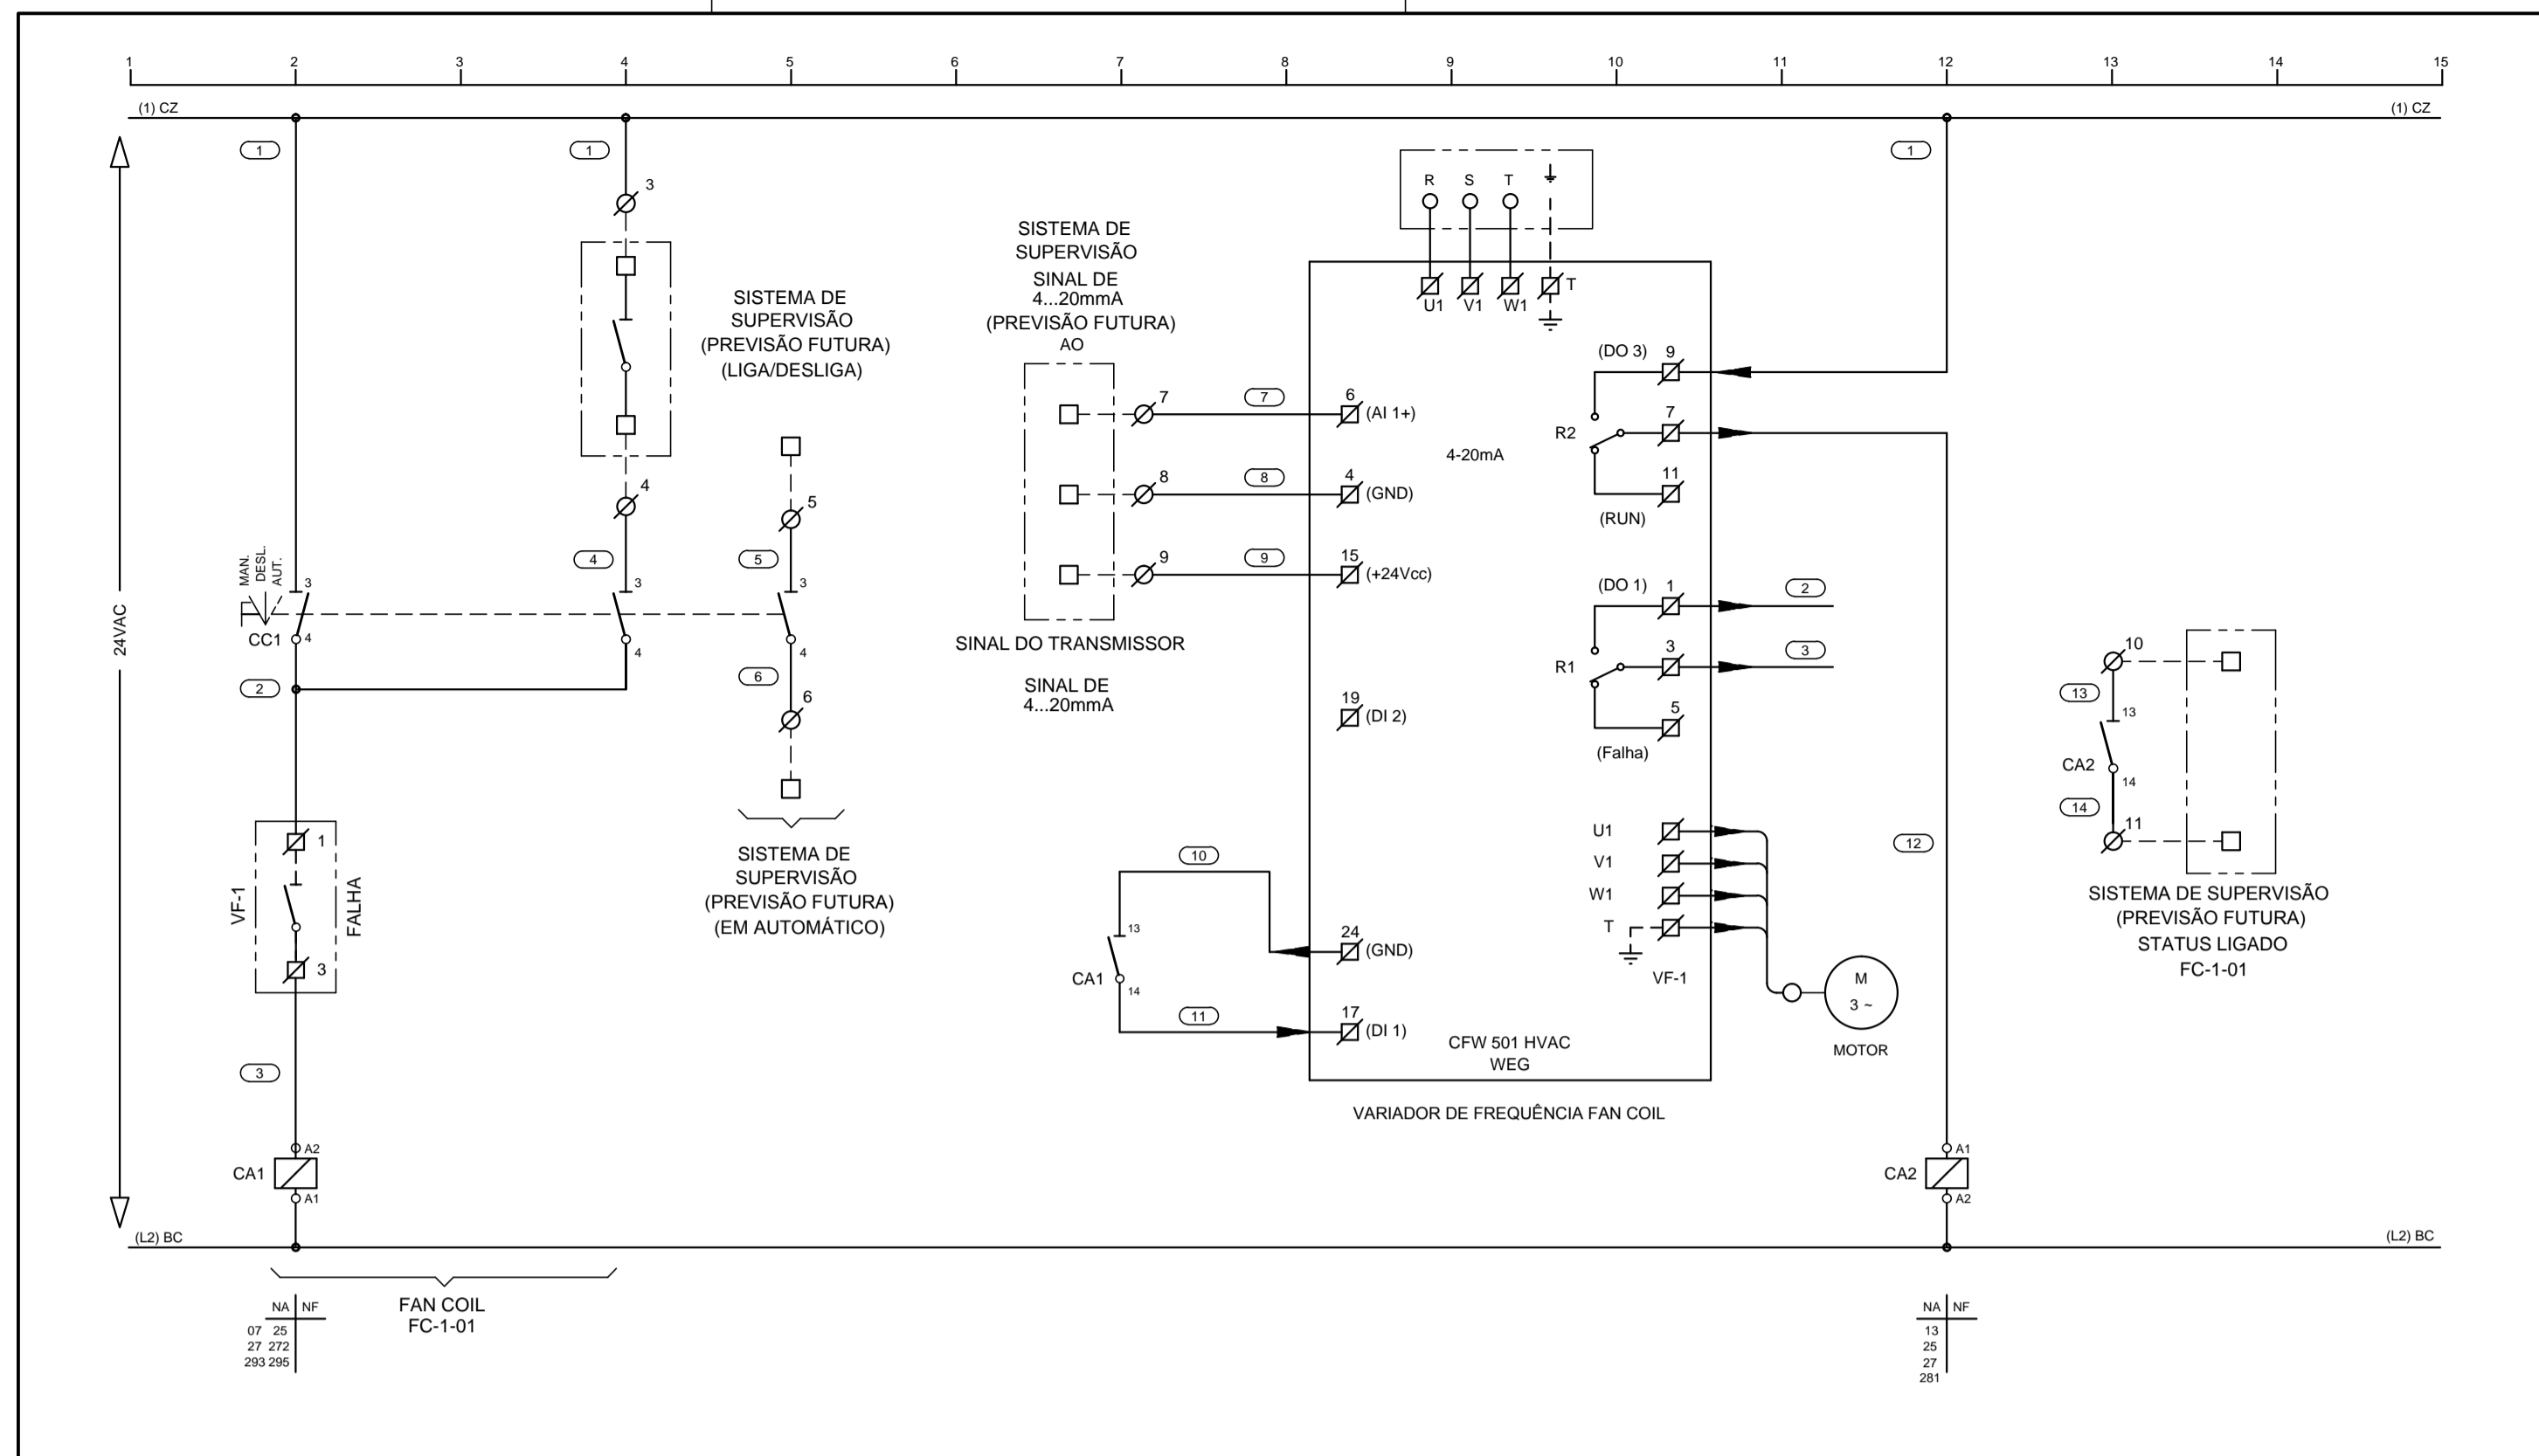 1 2 3 4 5 6 7 8 9 10 11 12 13 14 15
(1) CZ
(1) CZ
24VAC
1
MAN.
DESL.
AUT.
3
CC1
4
2
VF-1
1
3
FALHA
3
A2
CA1
A1
1
3
SISTEMA DE
SUPERVISÃO
(PREVISÃO FUTURA)
(LIGA/DESLIGA)
4
4
3
4
5
5
3
4
6
6
SISTEMA DE
SUPERVISÃO
(PREVISÃO FUTURA)
(EM AUTOMÁTICO)
SISTEMA DE
SUPERVISÃO
SINAL DE
4...20mmA
(PREVISÃO FUTURA)
AO
7
7
8
8
9
9
SINAL DO TRANSMISSOR
SINAL DE
4...20mmA
10
13
CA1
14
11
R S T
U1 V1 W1 T
6
(AI 1+)
4-20mA
4
(GND)
15
(+24Vcc)
19
(DI 2)
24
(GND)
17
(DI 1)
(DO 3) 9
7
R2
11
(RUN)
(DO 1) 1
2
3
R1
3
5
(Falha)
U1
V1
W1
T
VF-1
CFW 501 HVAC
WEG
VARIADOR DE FREQUÊNCIA FAN COIL
M
3 ~
MOTOR
1
12
A1
CA2
A2
10
13
13
CA2
14
14
11
SISTEMA DE SUPERVISÃO
(PREVISÃO FUTURA)
STATUS LIGADO
FC-1-01
(L2) BC
(L2) BC
FAN COIL
FC-1-01
NA NF
07 25
27 272
293 295
NA NF
13
25
27
281